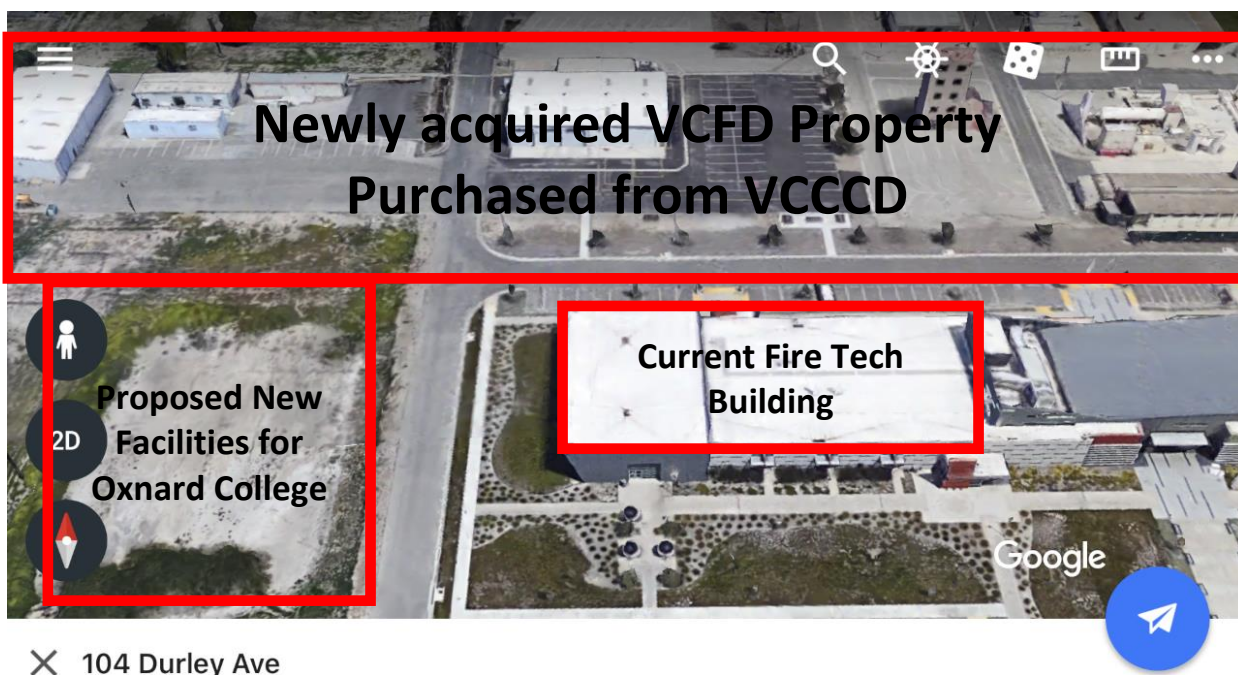 Newly acquired VCFD Property
Purchased from VCCCD
Current Fire Tech
Building
Proposed New
Facilities for
Oxnard College
2D
Google
104 Durley Ave